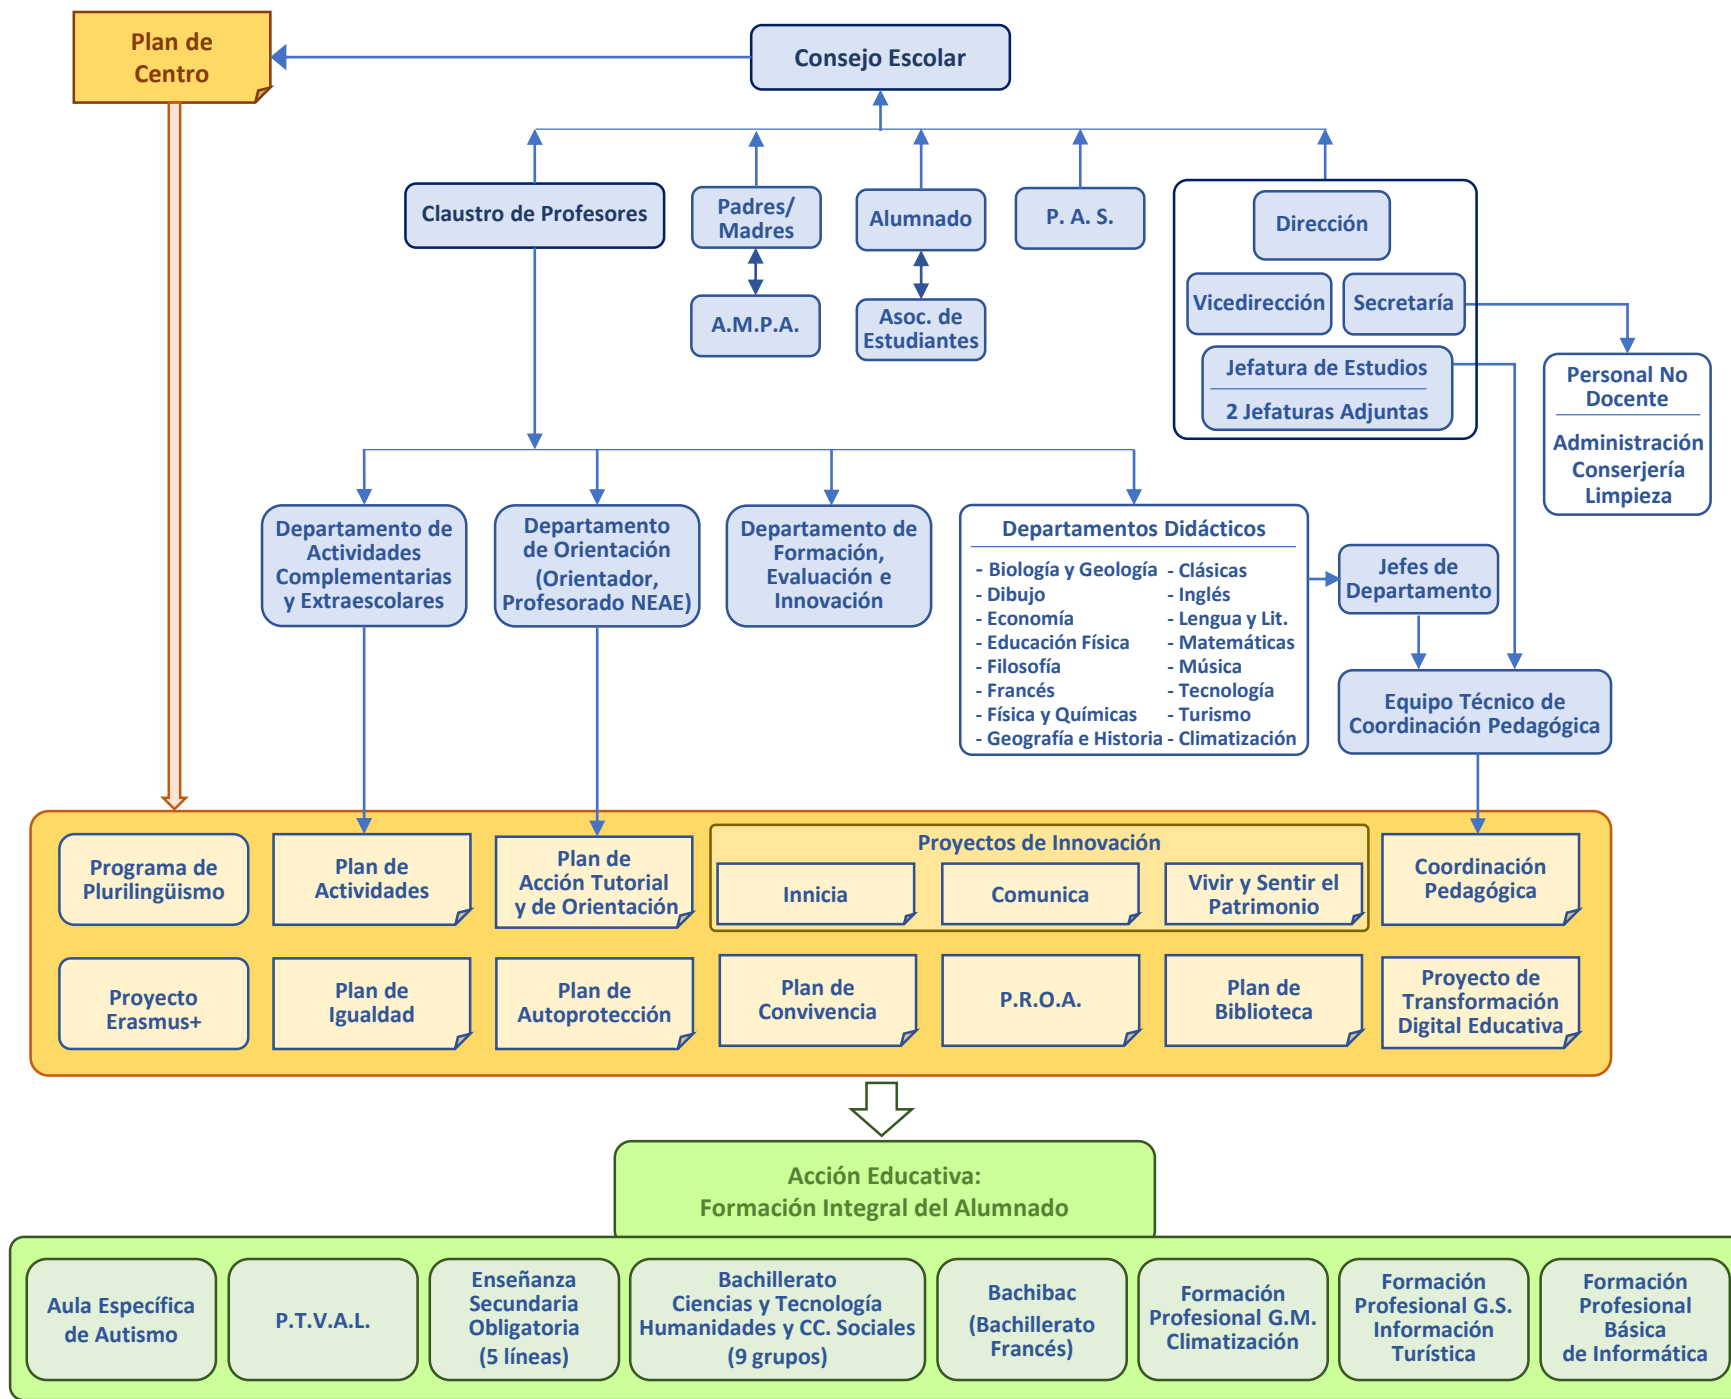 Plan de
Centro
Consejo Escolar
Claustro de Profesores
Padres/
Madres
Alumnado
P. A. S.
Dirección
Vicedirección
Secretaría
A.M.P.A.
Asoc. de
Estudiantes
Jefatura de Estudios
2 Jefaturas Adjuntas
Personal No
Docente
Administración
Conserjería
Limpieza
Departamento de
Actividades
Complementarias
y Extraescolares
Departamento
de Orientación
(Orientador,
Profesorado NEAE)
Departamento de
Formación,
Evaluación e
Innovación
Departamentos Didácticos
- Biología y Geología
- Dibujo
- Economía
- Educación Física
- Filosofía
- Francés
- Física y Químicas
- Geografía e Historia
- Clásicas
- Inglés
- Lengua y Lit.
- Matemáticas
- Música
- Tecnología
- Turismo
- Climatización
Jefes de
Departamento
Equipo Técnico de
Coordinación Pedagógica
Programa de
Plurilingüismo
Plan de
Actividades
Plan de
Acción Tutorial
y de Orientación
Proyectos de Innovación
Innicia
Comunica
Vivir y Sentir el
Patrimonio
Coordinación
Pedagógica
Proyecto
Erasmus+
Plan de
Igualdad
Plan de
Autoprotección
Plan de
Convivencia
P.R.O.A.
Plan de
Biblioteca
Proyecto de
Transformación
Digital Educativa
Acción Educativa:
Formación Integral del Alumnado
Aula Específica
de Autismo
P.T.V.A.L.
Enseñanza
Secundaria
Obligatoria
(5 líneas)
Bachillerato
Ciencias y Tecnología
Humanidades y CC. Sociales
(9 grupos)
Bachibac
(Bachillerato
Francés)
Formación
Profesional G.M.
Climatización
Formación
Profesional G.S.
Información
Turística
Formación
Profesional
Básica
de Informática